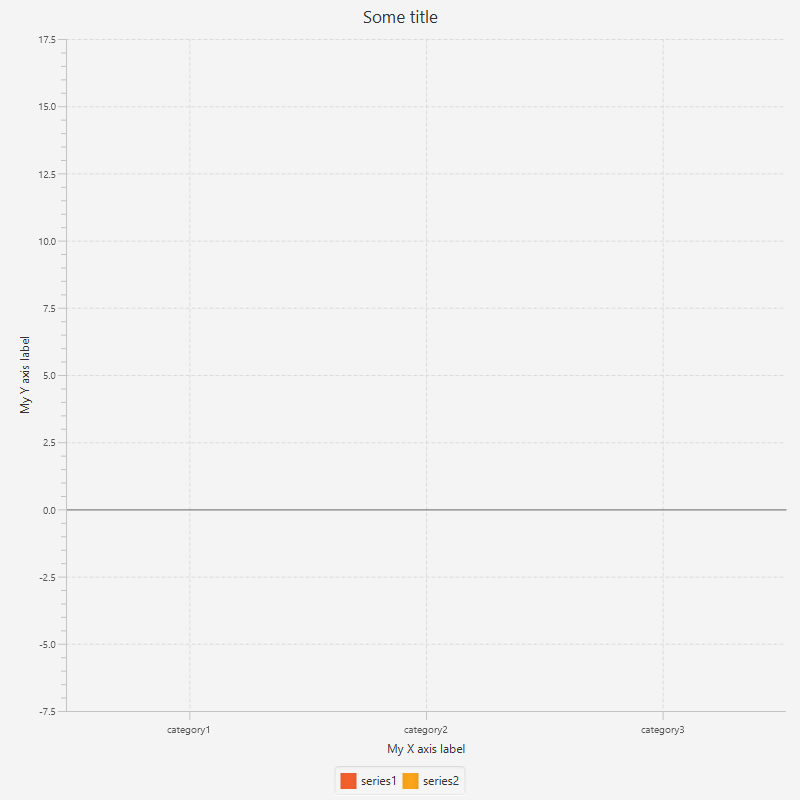 Some title
17.5
15.0
12.5
10.0
7.5
5.0
2.5
0.0
-2.5
-5.0
-7.5
My Y axis label
category1 category2 category3
My X axis label
series1 series2